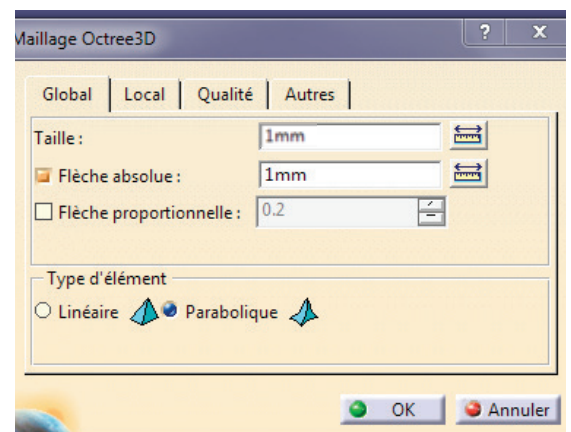 Maillage Octree3D ? X
Global Local Qualité Autres
Taille : 1mm
Flèche absolue : 1mm
Flèche proportionnelle : 0.2
Type d'élément
Linéaire Parabolique
OK Annuler